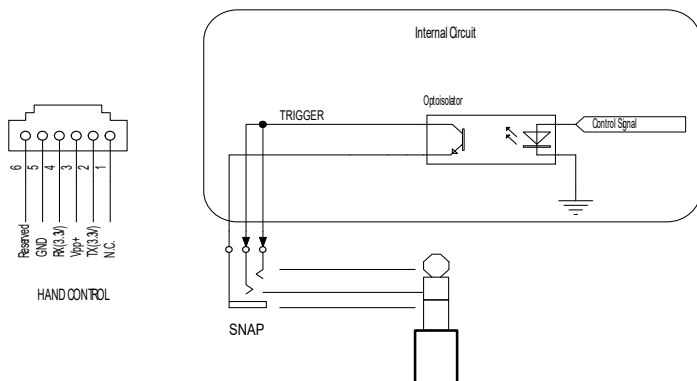 Internal Circuit
Optoisolator
TRIGGER
Control Signal
6
5
4
3
2
1
Reserved
GND
RX(3.3V)
Vpp+
TX(3.3V)
N.C.
HAND CONTROL
SNAP